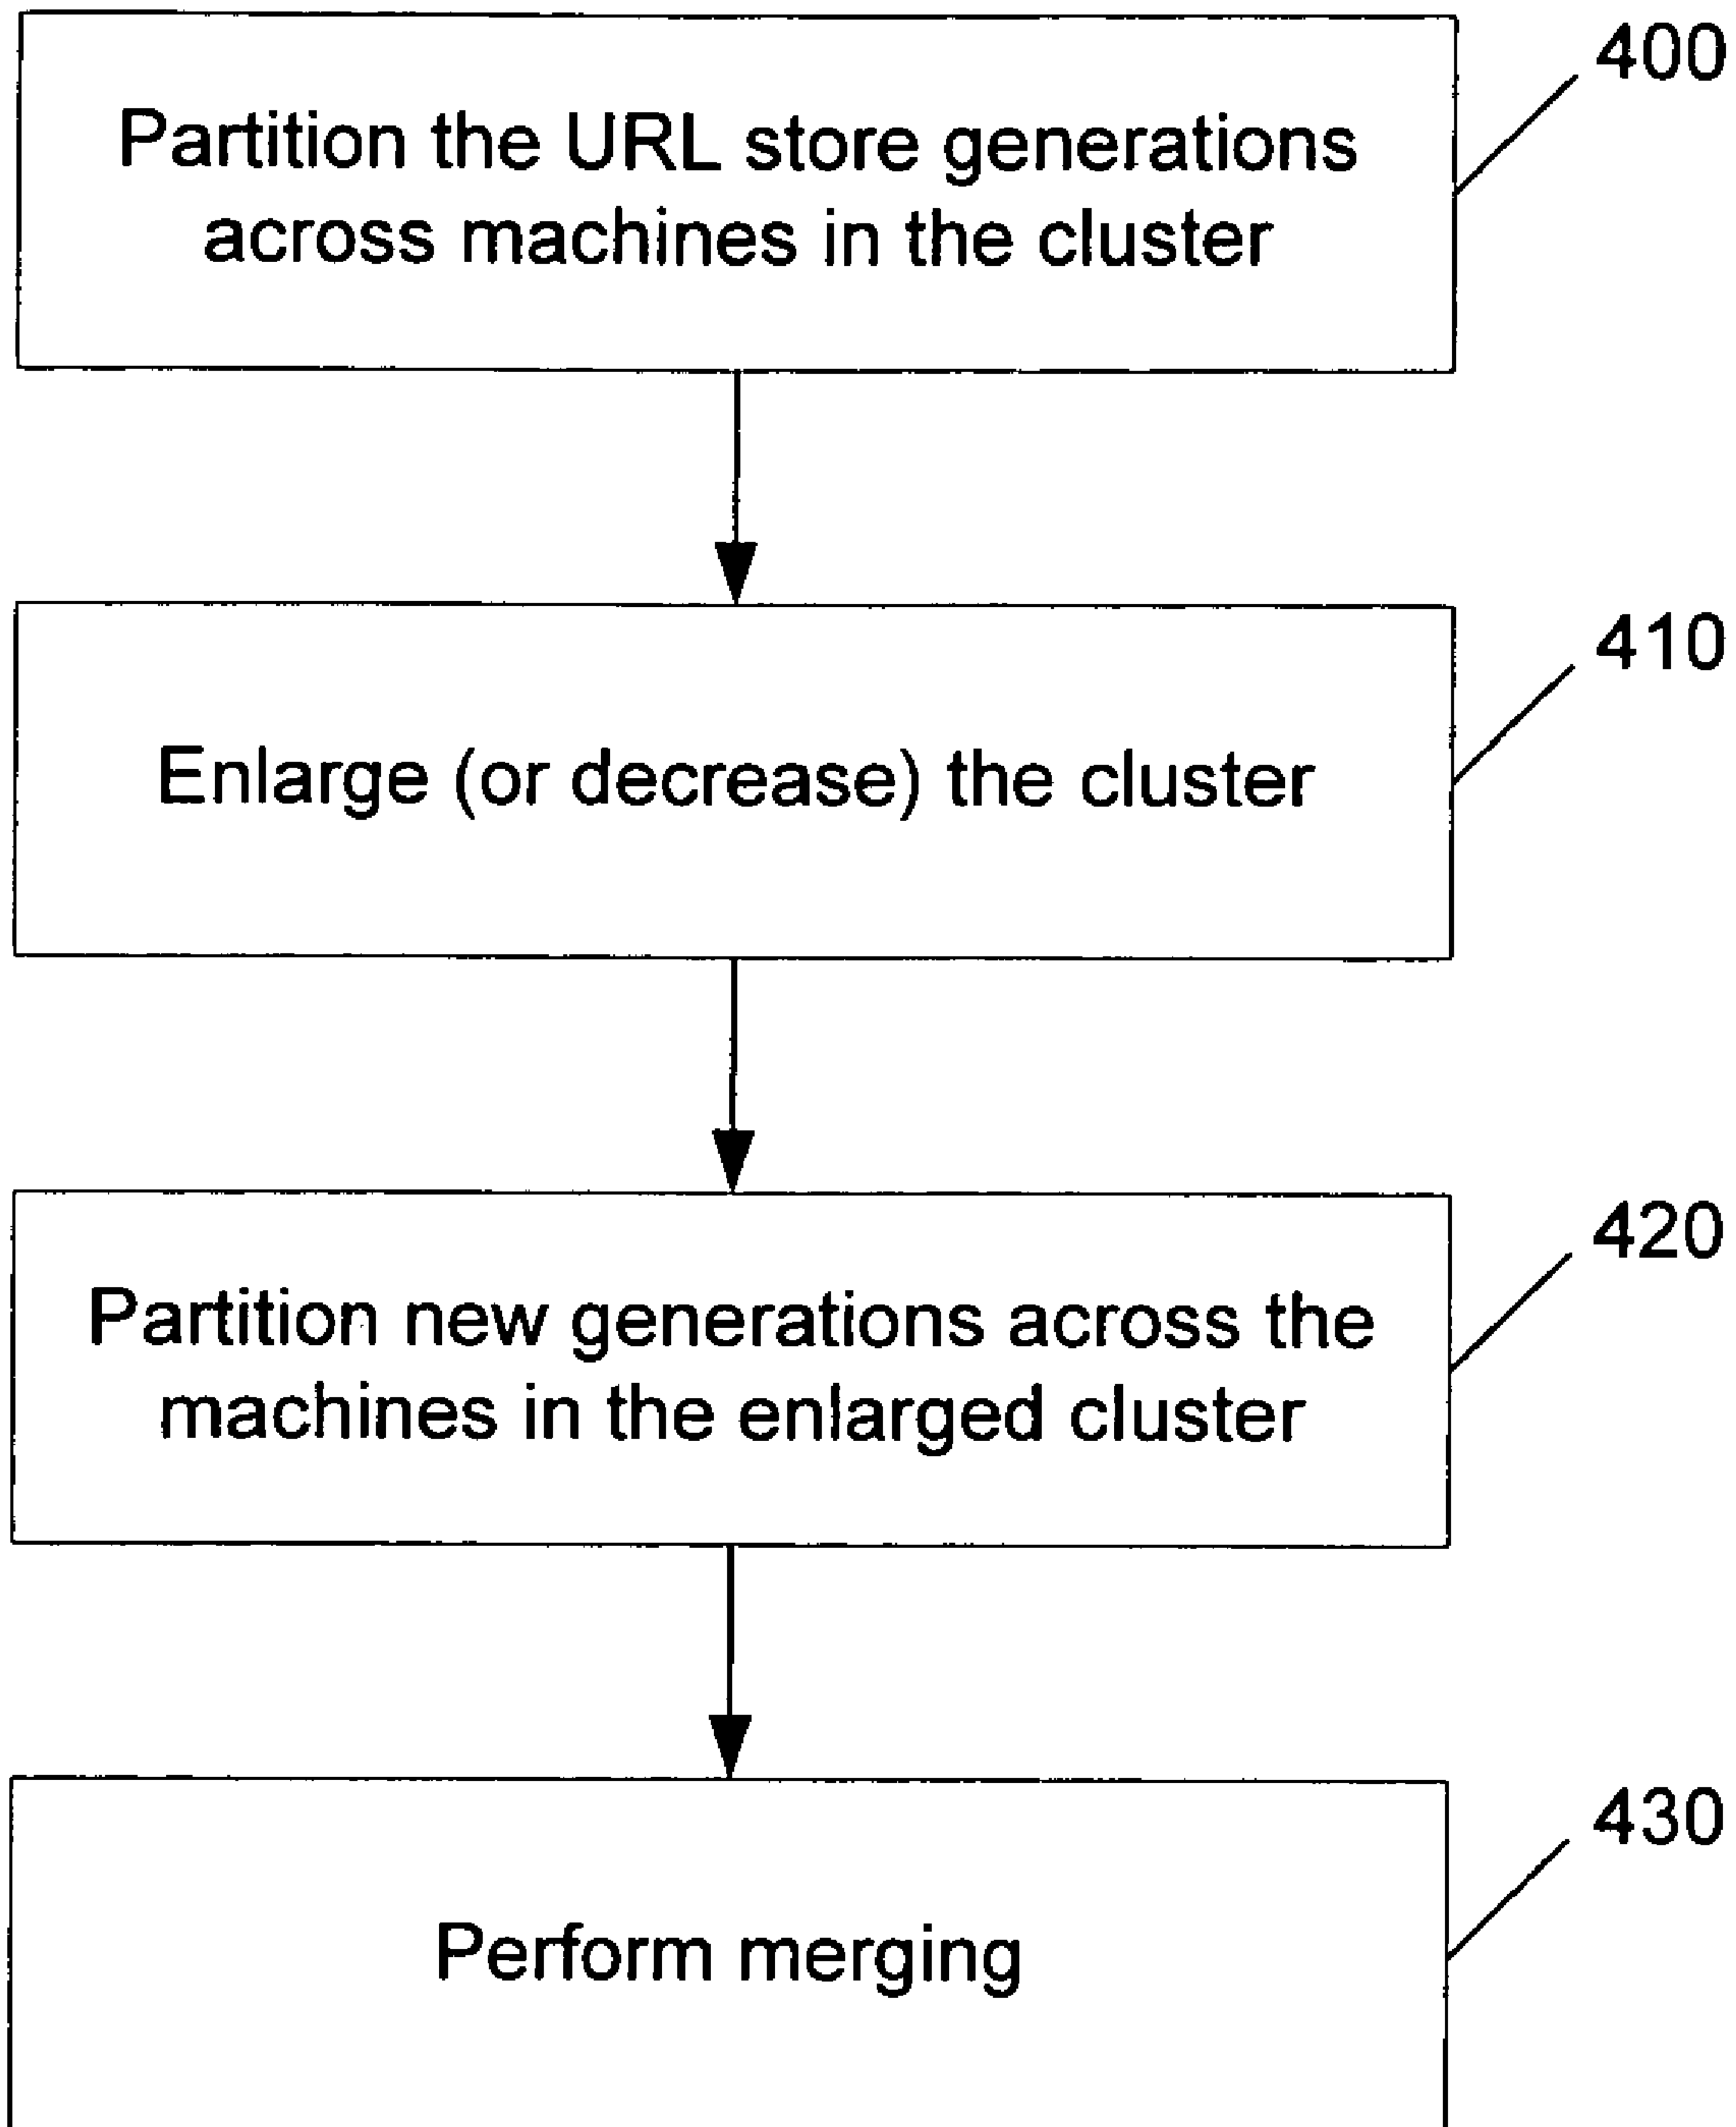 400
Partition the URL store generations
across machines in the cluster
410
Enlarge (or decrease) the cluster
420
Partition new generations across the
machines in the enlarged cluster
430
Perform merging